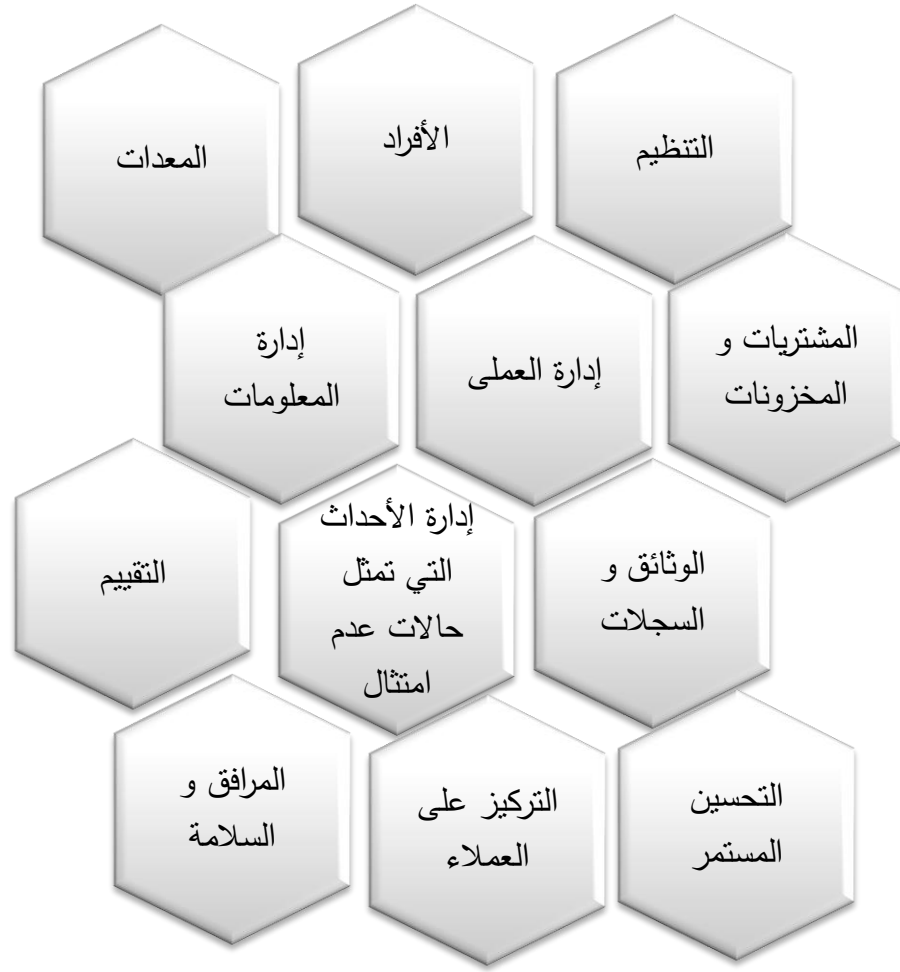 التنظيم
الأفراد
المعدات
المشتريات و
المخزونات
إدارة العملى
إدارة
المعلومات
الوثائق و
السجلات
إدارة الأحداث
التي تمثل
حالات عدم
امتثال
التقييم
التحسين
المستمر
التركيز على
العملاء
المرافق و
السلامة